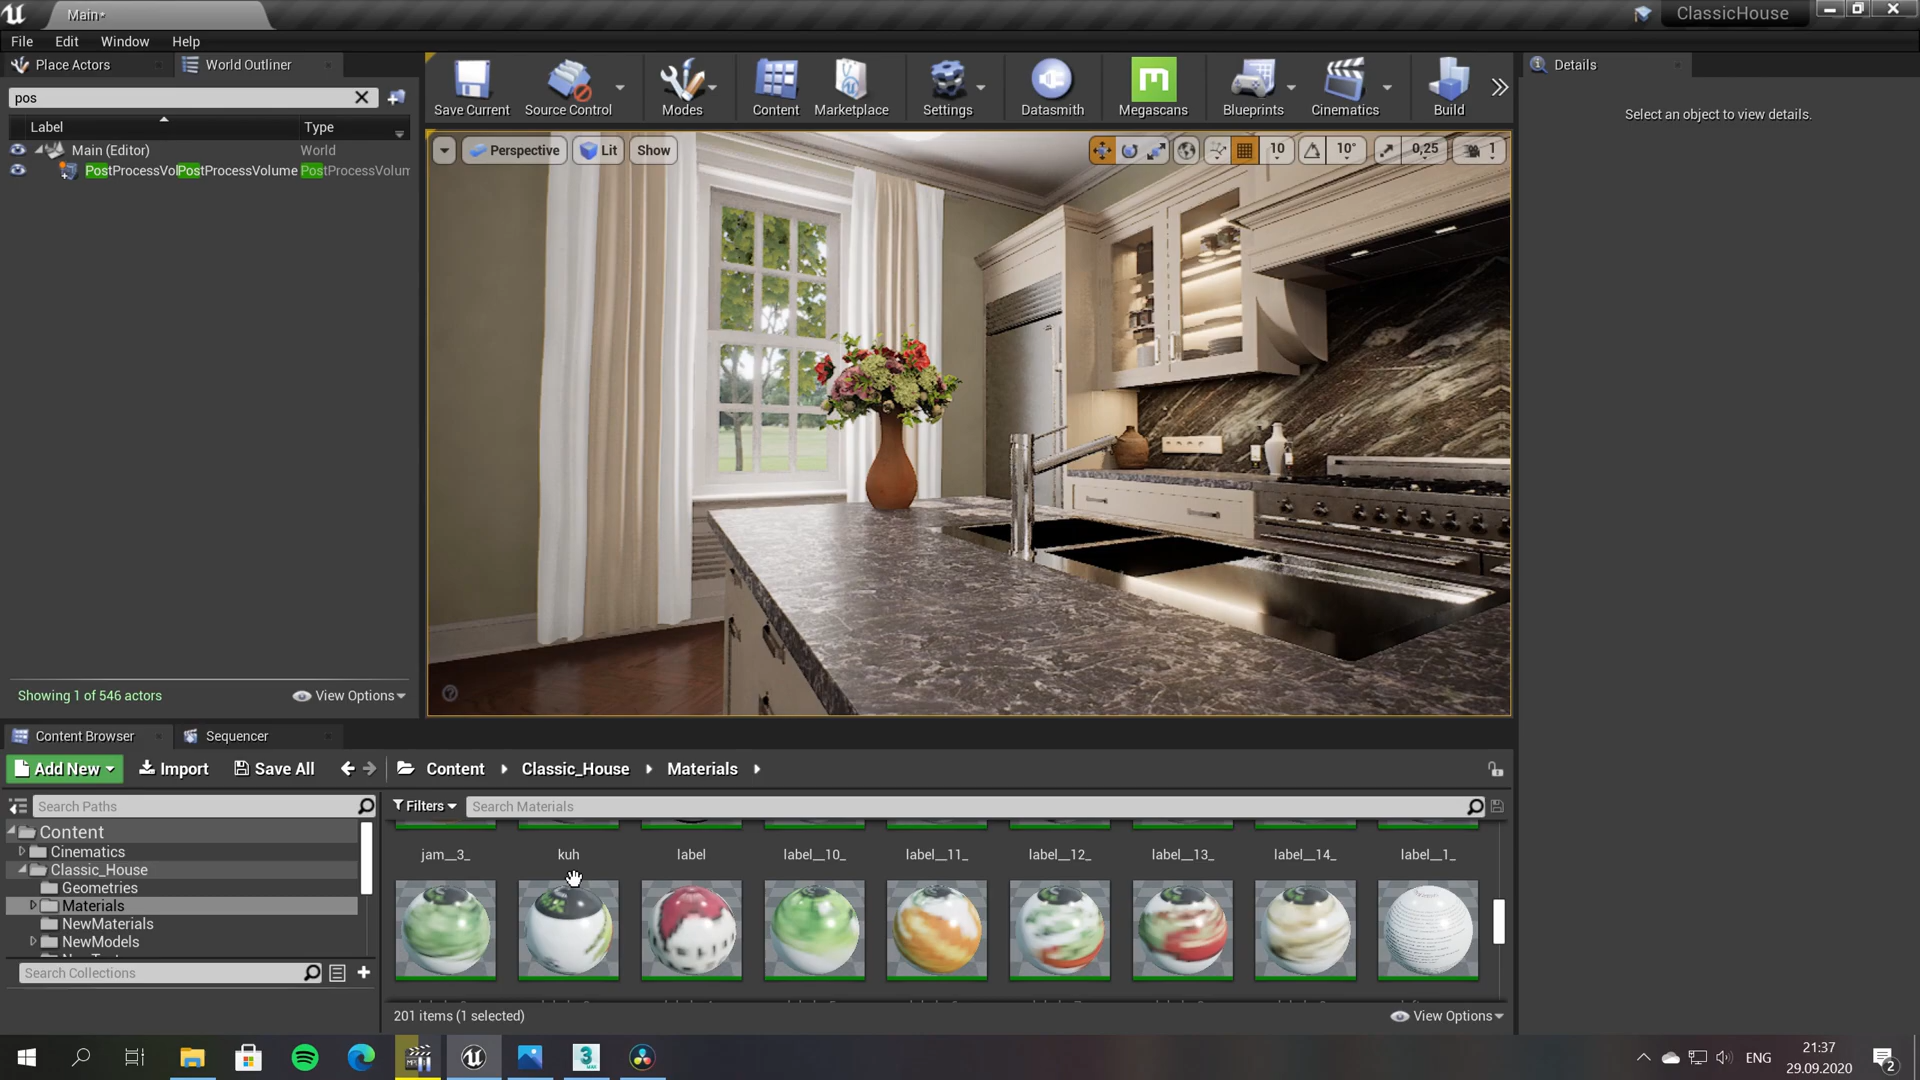 Main*
ClassicHouse
File Edit Window Help
Place Actors
World Outliner
Details
pos
Label
Type
Main (Editor)
World
PostProcessVol
PostProcessVolume
PostProcessVolum
Showing 1 of 546 actors
View Options
Save Current
Source Control
Modes
Content
Marketplace
Settings
Datasmith
Megascans
Blueprints
Cinematics
Build
Select an object to view details.
Perspective
Lit
Show
10
10°
0,25
1
Content Browser
Sequencer
Add New
Import
Save All
Content
Classic_House
Materials
Search Paths
Filters
Search Materials
Content
Cinematics
Classic_House
Geometries
Materials
NewMaterials
NewModels
Search Collections
jam__3_
kuh
label
label__10_
label__11_
label__12_
label__13_
label__14_
label__1_
201 items (1 selected)
View Options
ENG
21:37
29.09.2020
2